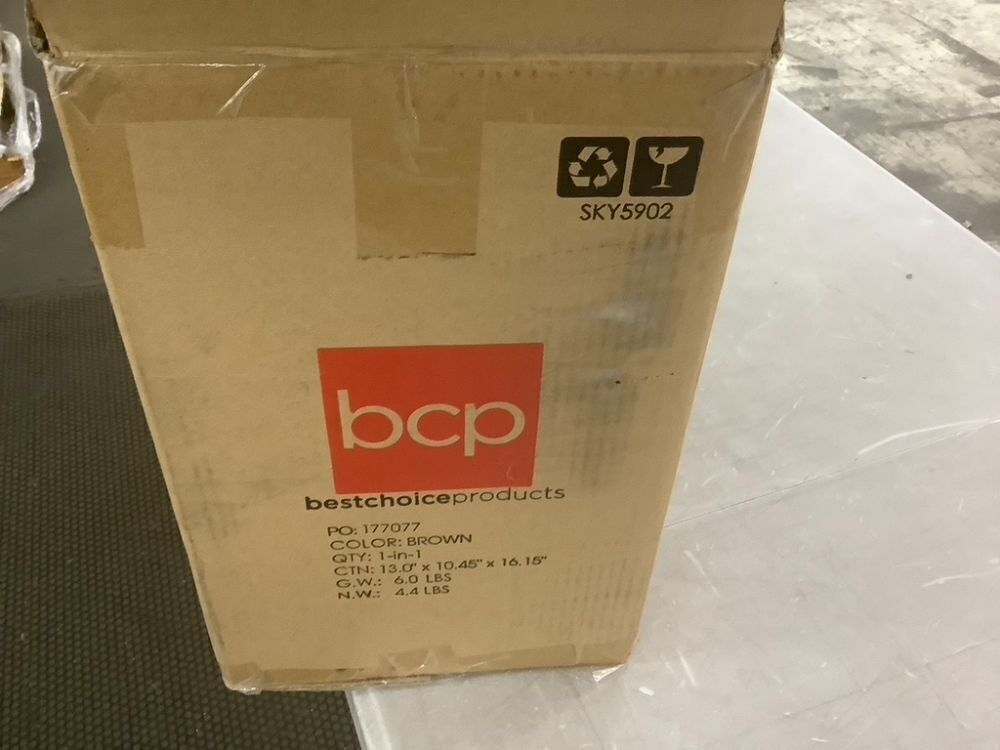 SKY5902
bcp
bestchoiceproducts
PO: 177077
COLOR: BROWN
QTY: 1-in-1
CTN: 13.0" x 10.45" x 16.15"
G.W.: 6.0 LBS
N.W.: 4.4 LBS